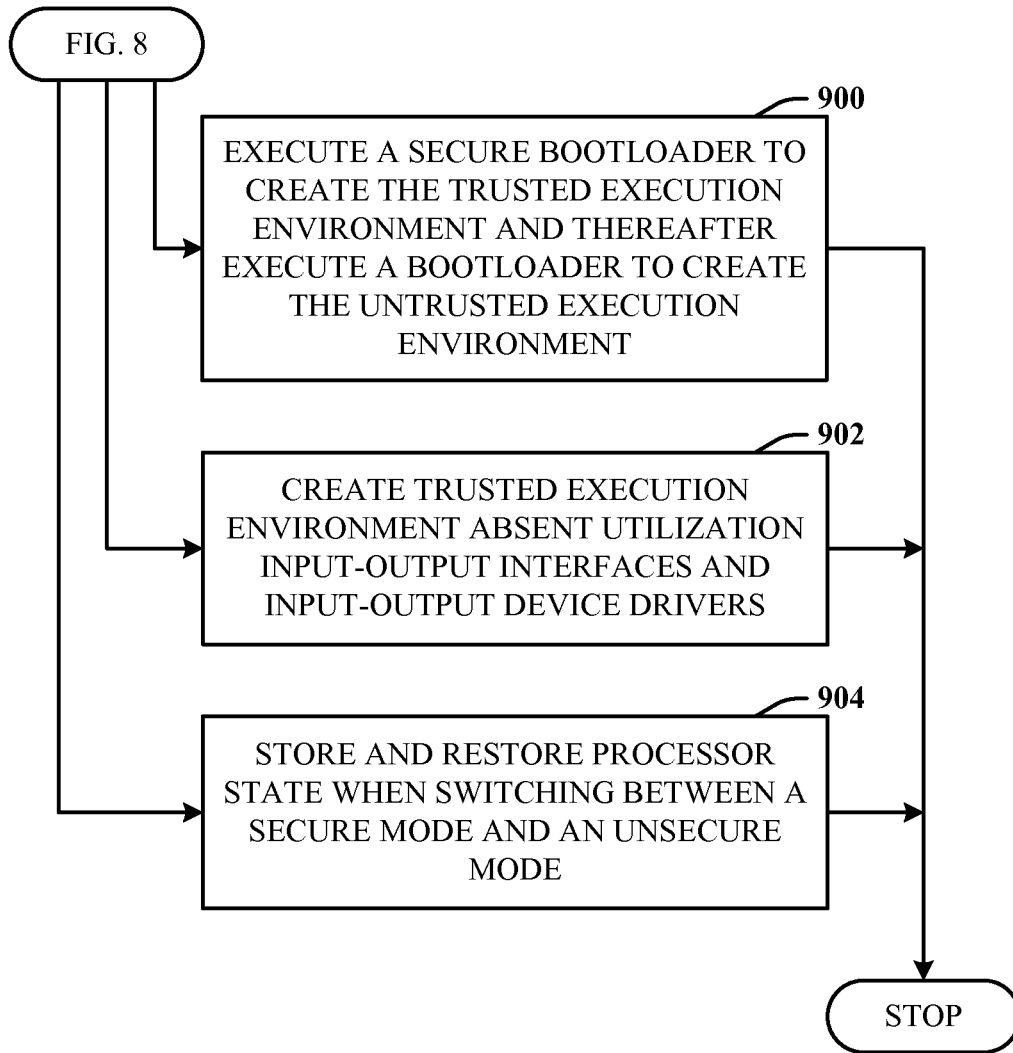 FIG. 8
900
EXECUTE A SECURE BOOTLOADER TO
CREATE THE TRUSTED EXECUTION
ENVIRONMENT AND THEREAFTER
EXECUTE A BOOTLOADER TO CREATE
THE UNTRUSTED EXECUTION
ENVIRONMENT
902
CREATE TRUSTED EXECUTION
ENVIRONMENT ABSENT UTILIZATION
INPUT-OUTPUT INTERFACES AND
INPUT-OUTPUT DEVICE DRIVERS
904
STORE AND RESTORE PROCESSOR
STATE WHEN SWITCHING BETWEEN A
SECURE MODE AND AN UNSECURE
MODE
STOP